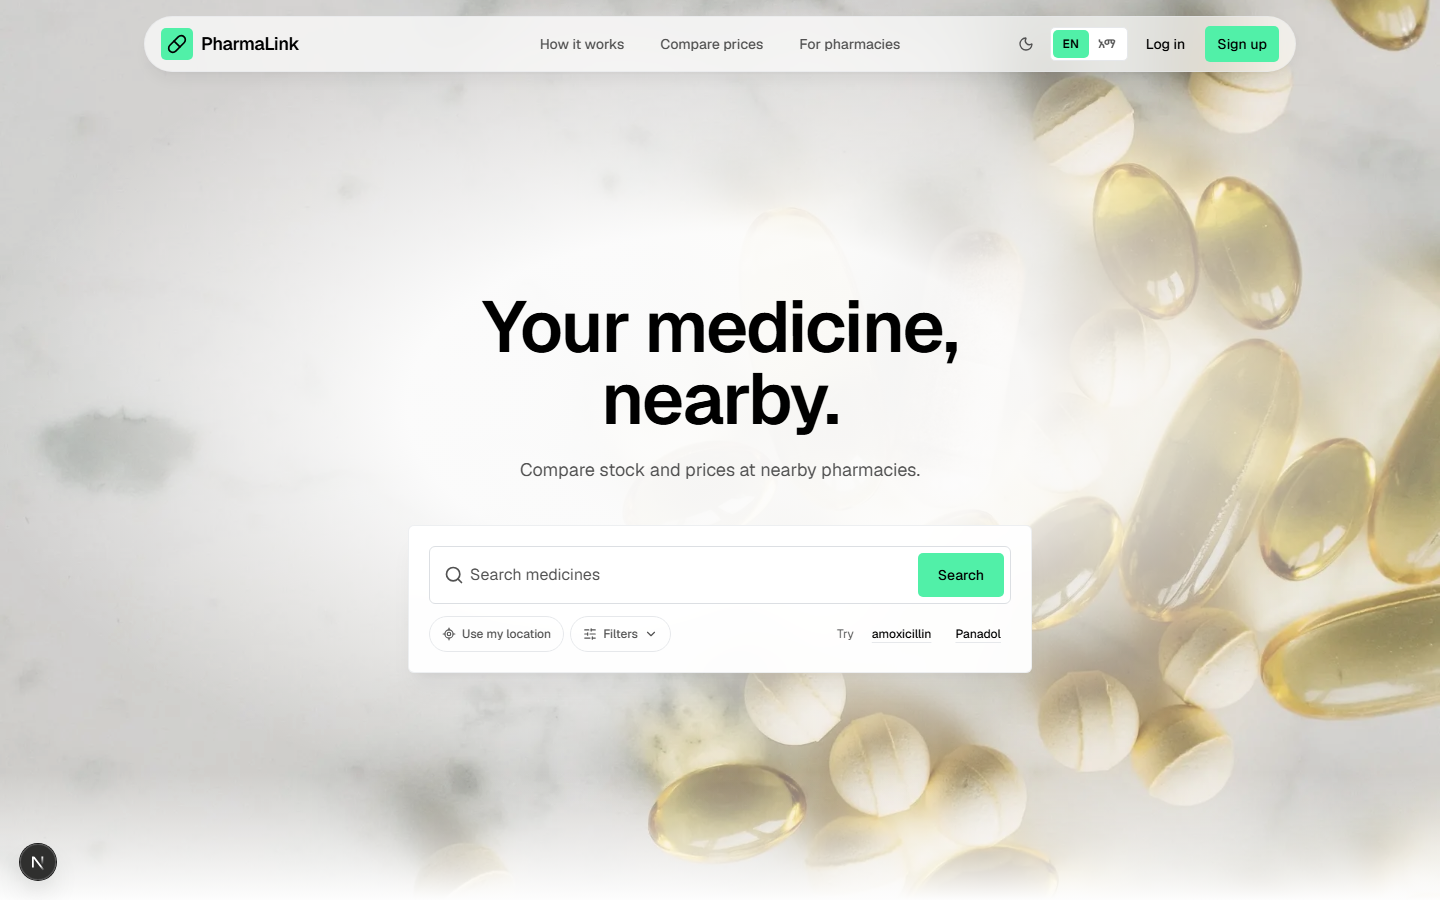 PharmaLink
How it works
Compare prices
For pharmacies
EN
አማ
Log in
Sign up
Your medicine,
nearby.
Compare stock and prices at nearby pharmacies.
Search medicines
Search
Use my location
Filters
Try
amoxicillin
Panadol
N